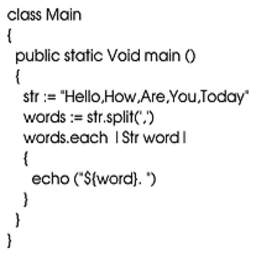 class Main
{
public static Void main ()
{
str := "Hello,How,Are,You,Today"
words := str.split(',')
words.each |Str word|
{
echo ("${word}. ")
}
}
}